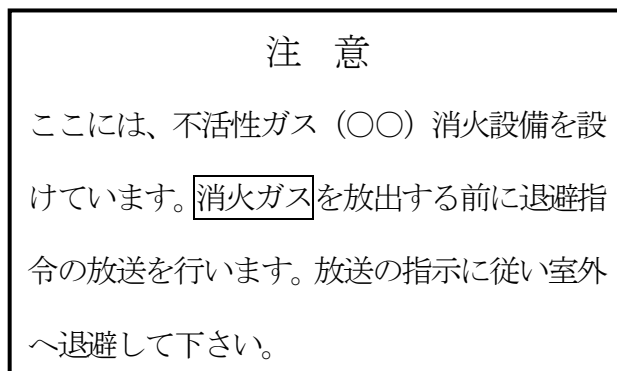 注　意
ここには、不活性ガス（○○）消火設備を設
けています。消火ガスを放出する前に退避指
令の放送を行います。放送の指示に従い室外
へ退避して下さい。